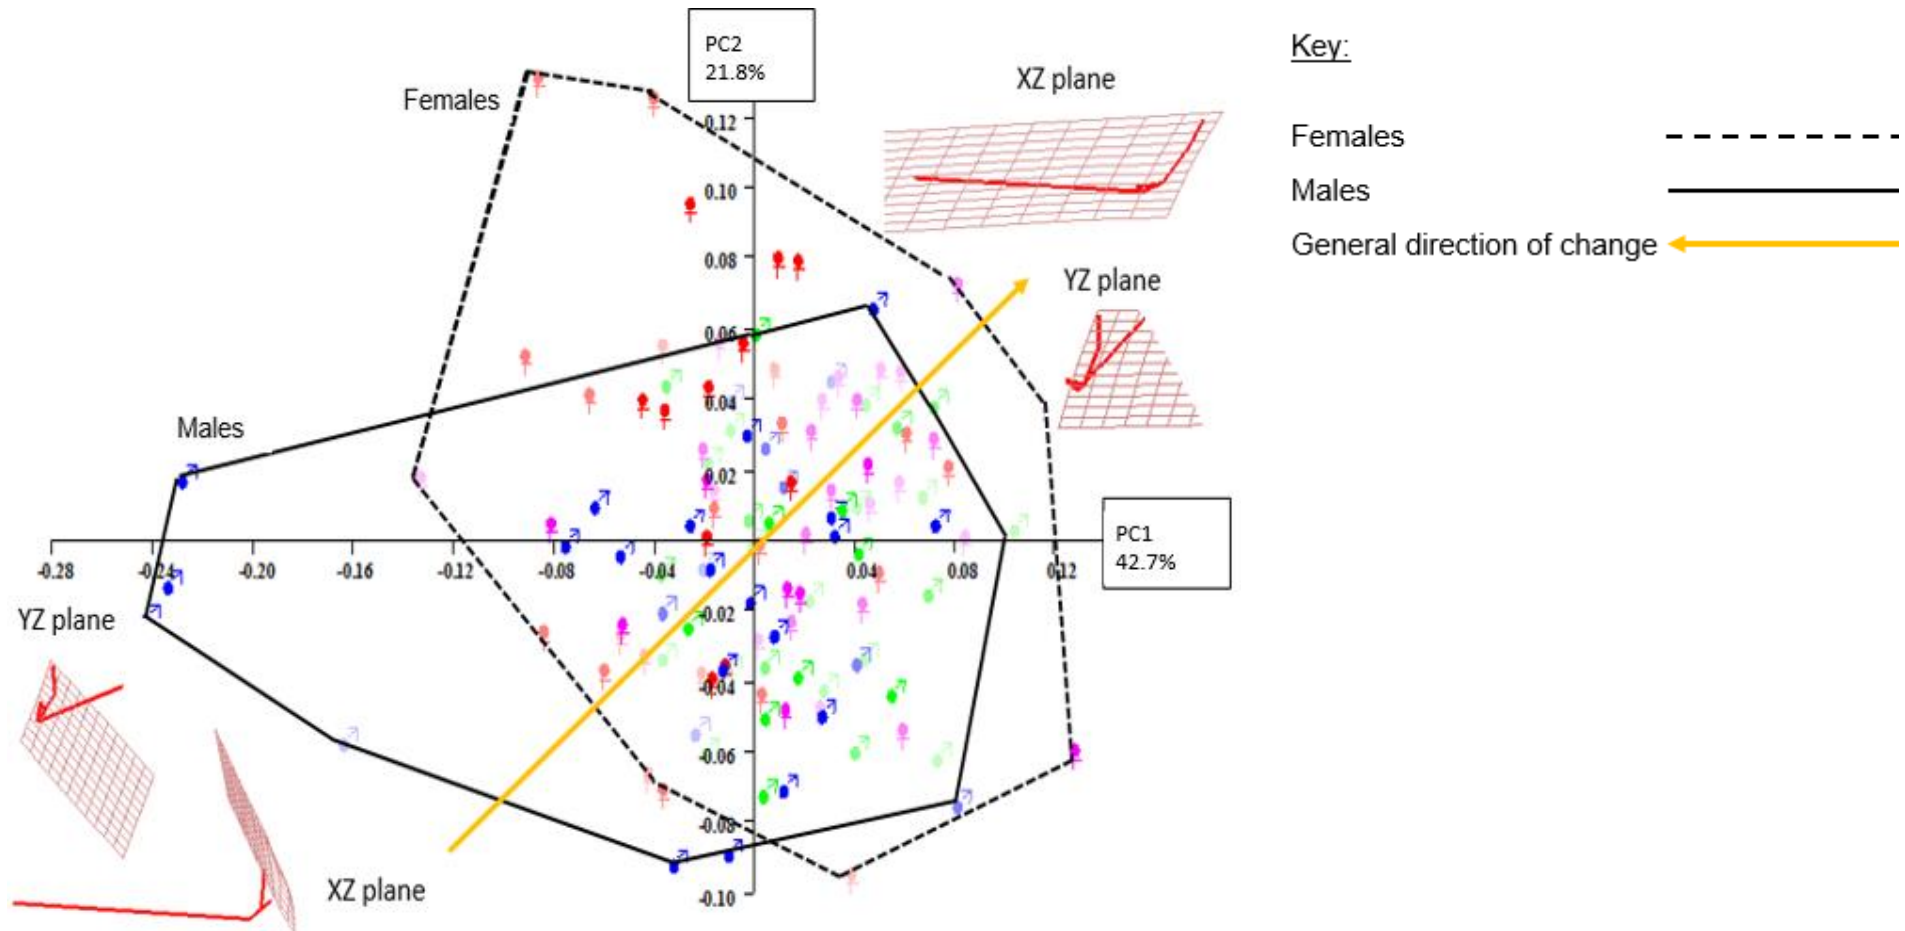 PC2
21.8%
Key:
XZ plane
Females
Females
Males
General direction of change
YZ plane
0.12
0.10
0.08
0.06
0.04
0.02
Males
PC1
42.7%
-0.28
-0.24
-0.20
-0.16
-0.12
-0.08
-0.04
0.04
0.08
0.12
YZ plane
-0.02
-0.04
-0.06
-0.08
-0.10
XZ plane